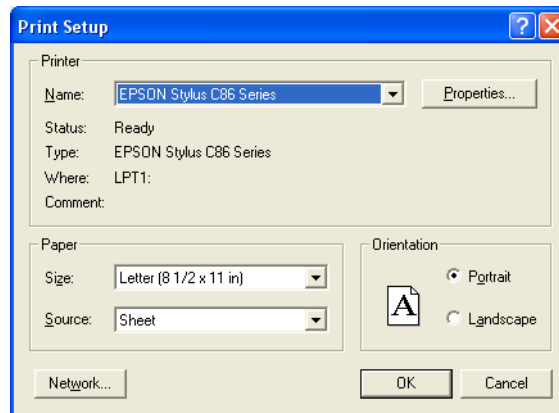 Print Setup
Printer
Name: EPSON Stylus C86 Series Properties...
Status: Ready
Type: EPSON Stylus C86 Series
Where: LPT1:
Comment:
Paper
Size: Letter (8 1/2 x 11 in)
Source: Sheet
Orientation
A
Portrait
Landscape
Network... OK Cancel